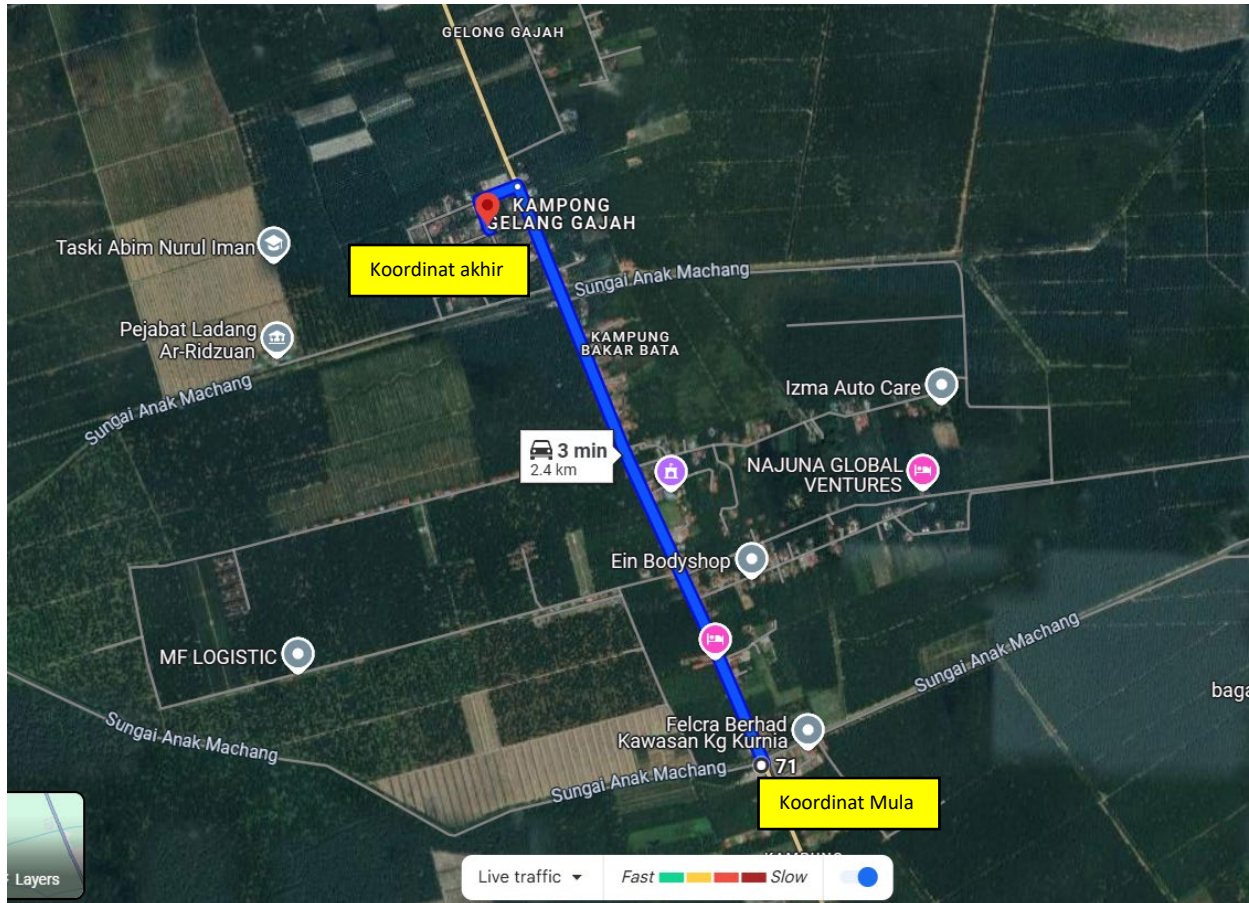 GELONG GAJAH
KAMPONG
GELANG GAJAH
Taski Abim Nurul Iman
Koordinat akhir
Sungai Anak Machang
Pejabat Ladang
Ar-Ridzuan
KAMPUNG
BAKAR BATA
Sungai Anak Machang
Izma Auto Care
3 min
2.4 km
NAJUNA GLOBAL
VENTURES
Ein Bodyshop
MF LOGISTIC
Sungai Anak Machang
baga
Sungai Anak Machang
Felcra Berhad
Kawasan Kg Kurnia
71
Sungai Anak Machang
Koordinat Mula
KAMPUNG
Layers
Live traffic
Fast
Slow